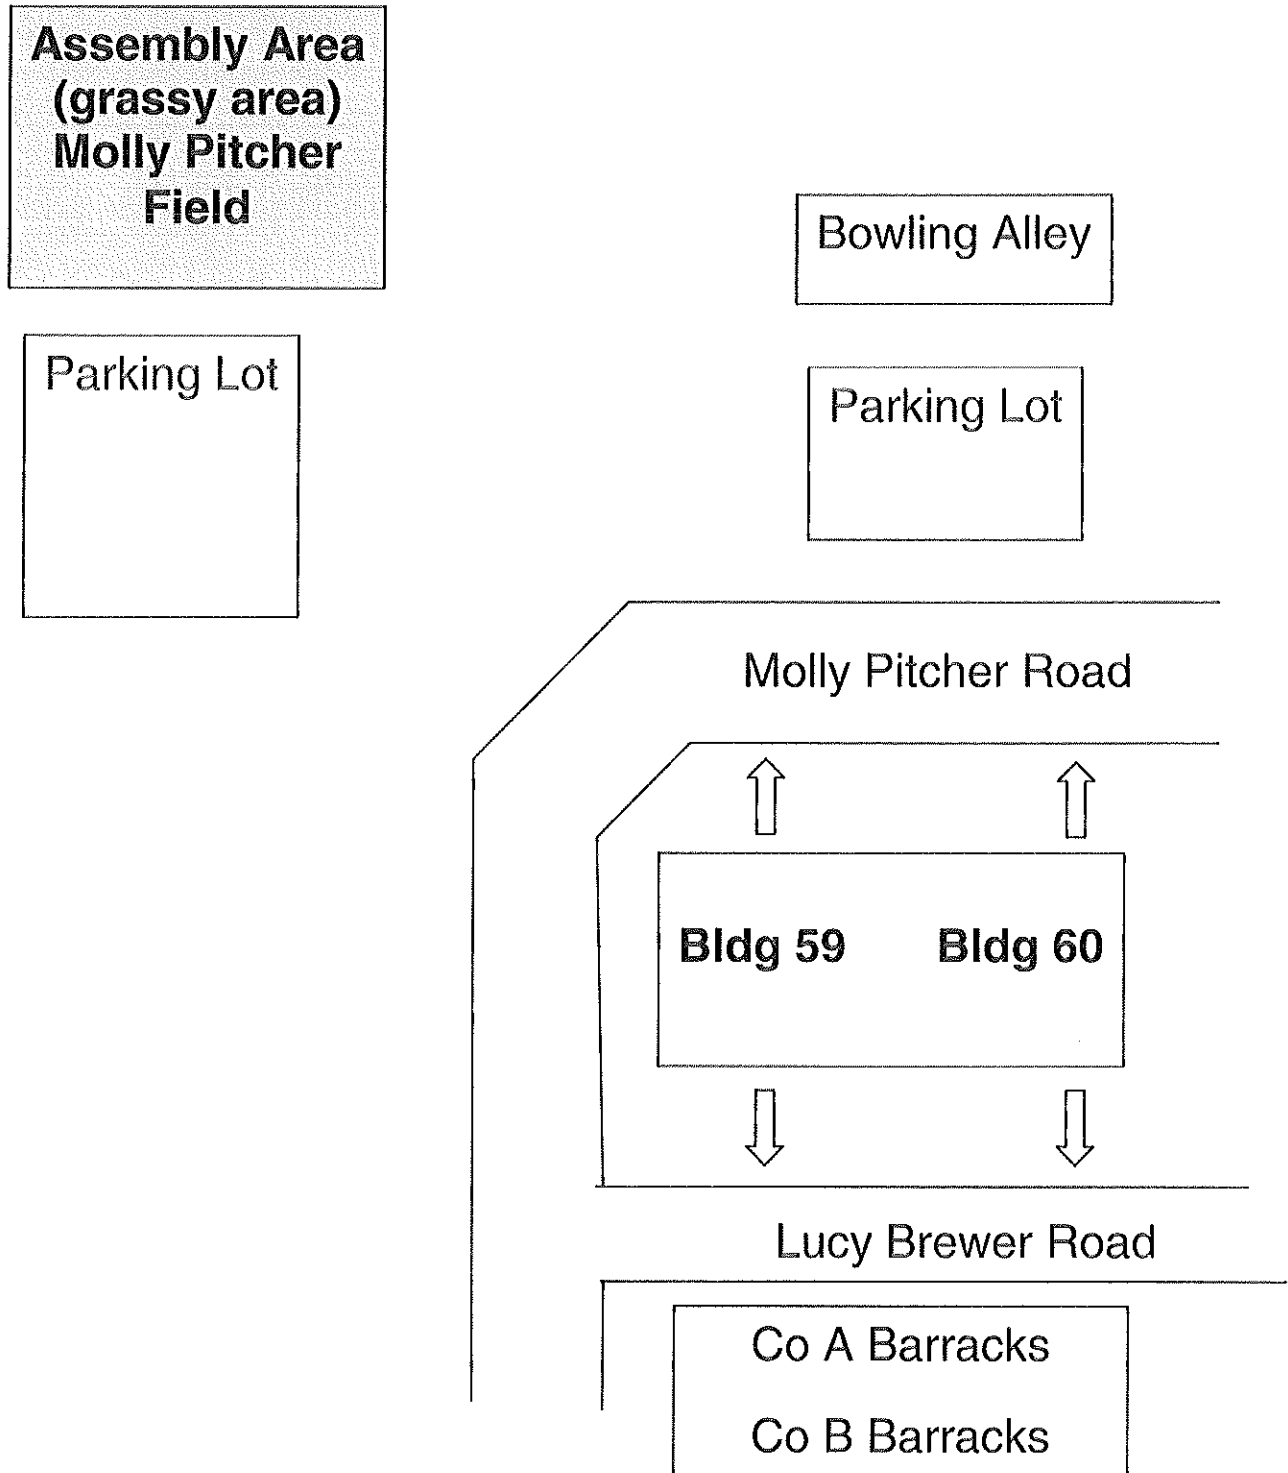 Assembly Area
(grassy area)
Molly Pitcher
Field
Bowling Alley
Parking Lot
Parking Lot
Molly Pitcher Road
Bldg 59 Bldg 60
Lucy Brewer Road
Co A Barracks
Co B Barracks